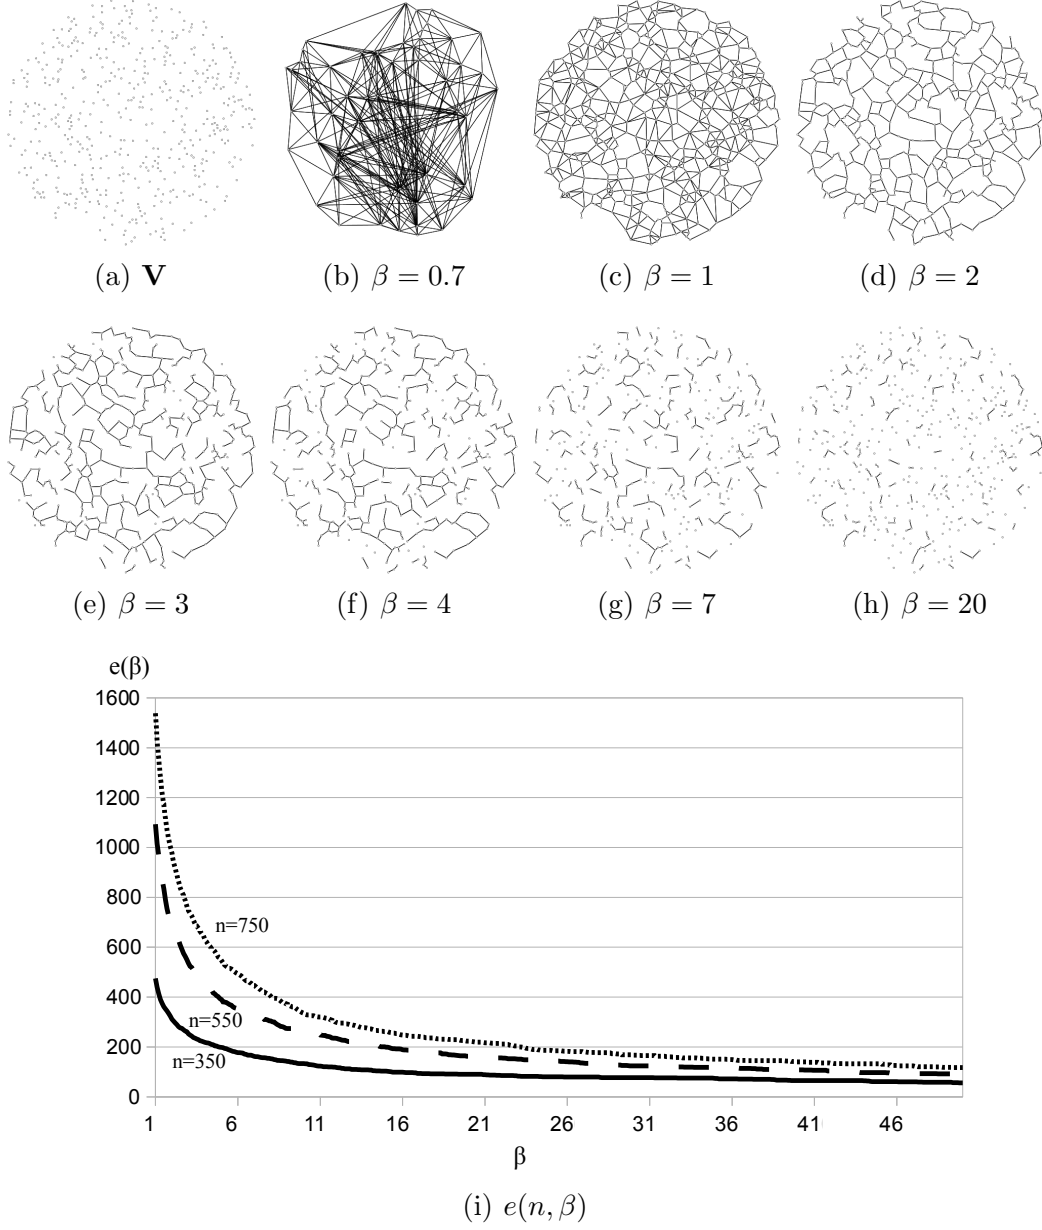 (a) V
(b) β = 0.7
(c) β = 1
(d) β = 2
(e) β = 3
(f) β = 4
(g) β = 7
(h) β = 20
e(β)
1600
1400
1200
1000
800
600
400
200
0
n=750
n=550
n=350
1 6 11 16 21 26 31 36 41 46
β
(i) e(n, β)